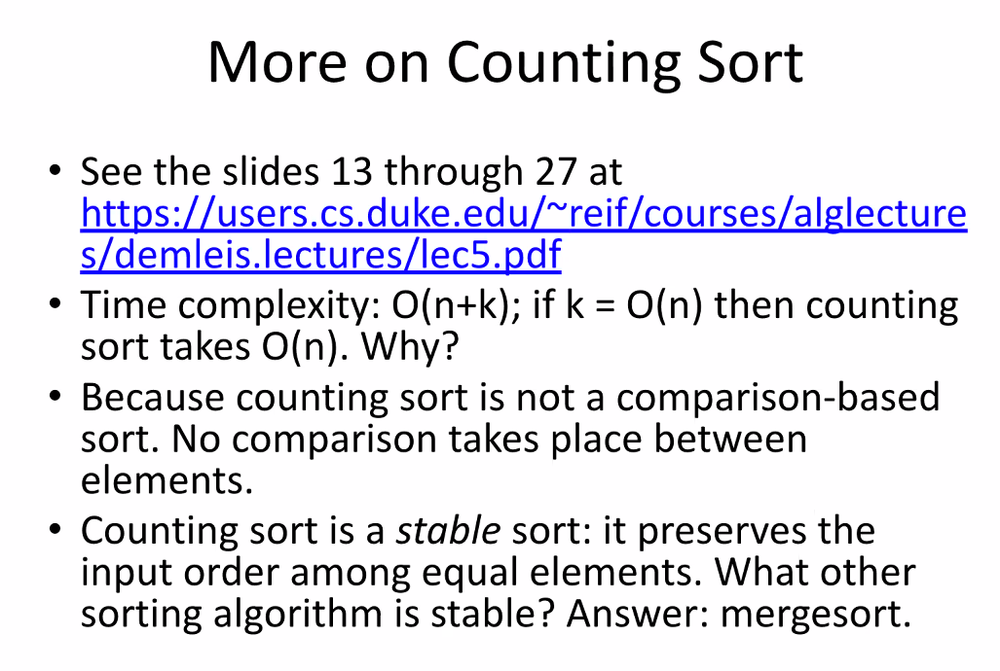 More on Counting Sort
• See the slides 13 through 27 at
https://users.cs.duke.edu/~reif/courses/alglecture
s/demleis.lectures/lec5.pdf
• Time complexity: O(n+k); if k = O(n) then counting
sort takes O(n). Why?
• Because counting sort is not a comparison-based
sort. No comparison takes place between
elements.
• Counting sort is a stable sort: it preserves the
input order among equal elements. What other
sorting algorithm is stable? Answer: mergesort.